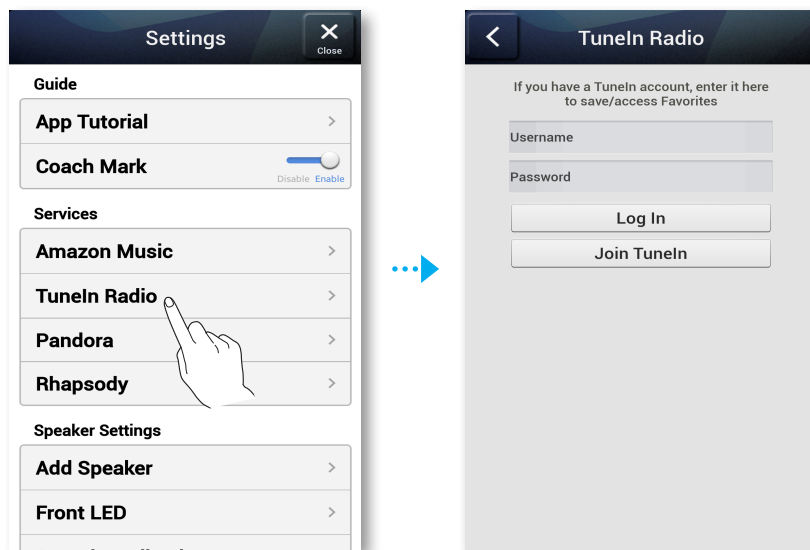 Settings
Close
Guide
App Tutorial
Coach Mark
Disable Enable
Services
Amazon Music
TuneIn Radio
Pandora
Rhapsody
Speaker Settings
Add Speaker
Front LED
TuneIn Radio
If you have a TuneIn account, enter it here
to save/access Favorites
Username
Password
Log In
Join TuneIn